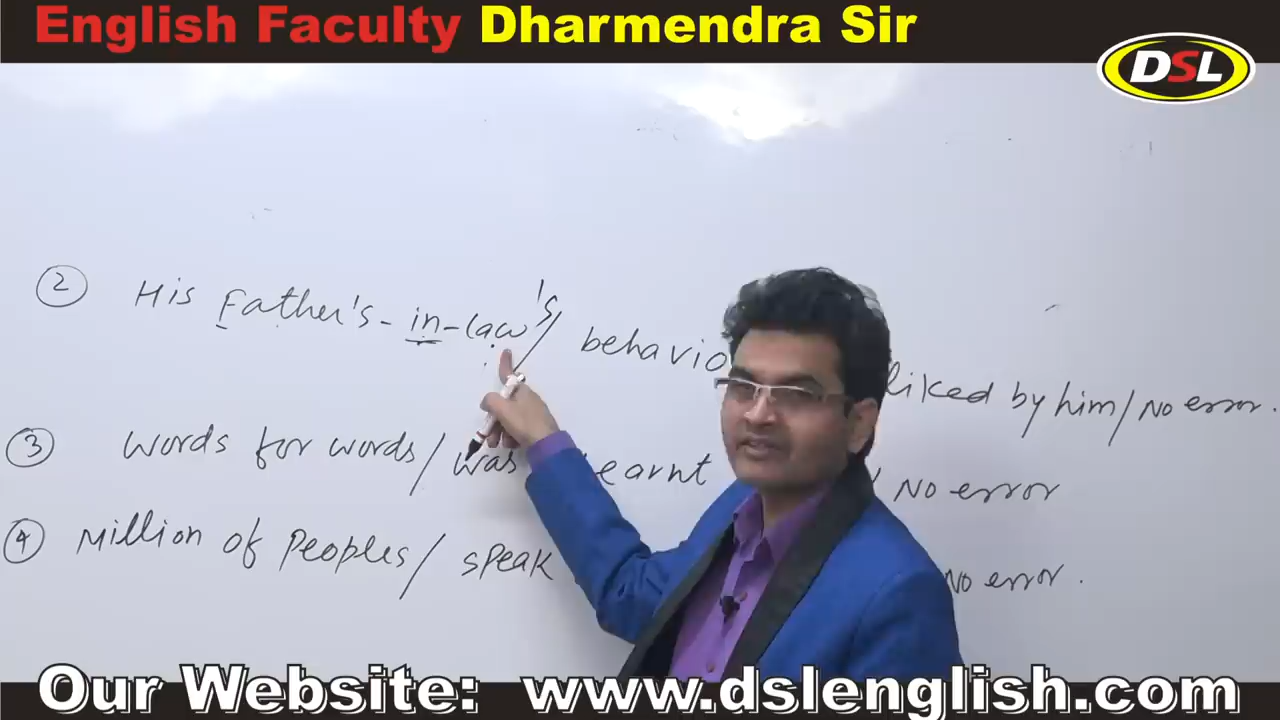 English Faculty Dharmendra Sir
DSL
② His Father's-in-law's/ behavio liked by him/ No error.
③ words for words/ was earnt / No error
④ Million of peoples/ speak No error.
Our Website: www.dslenglish.com